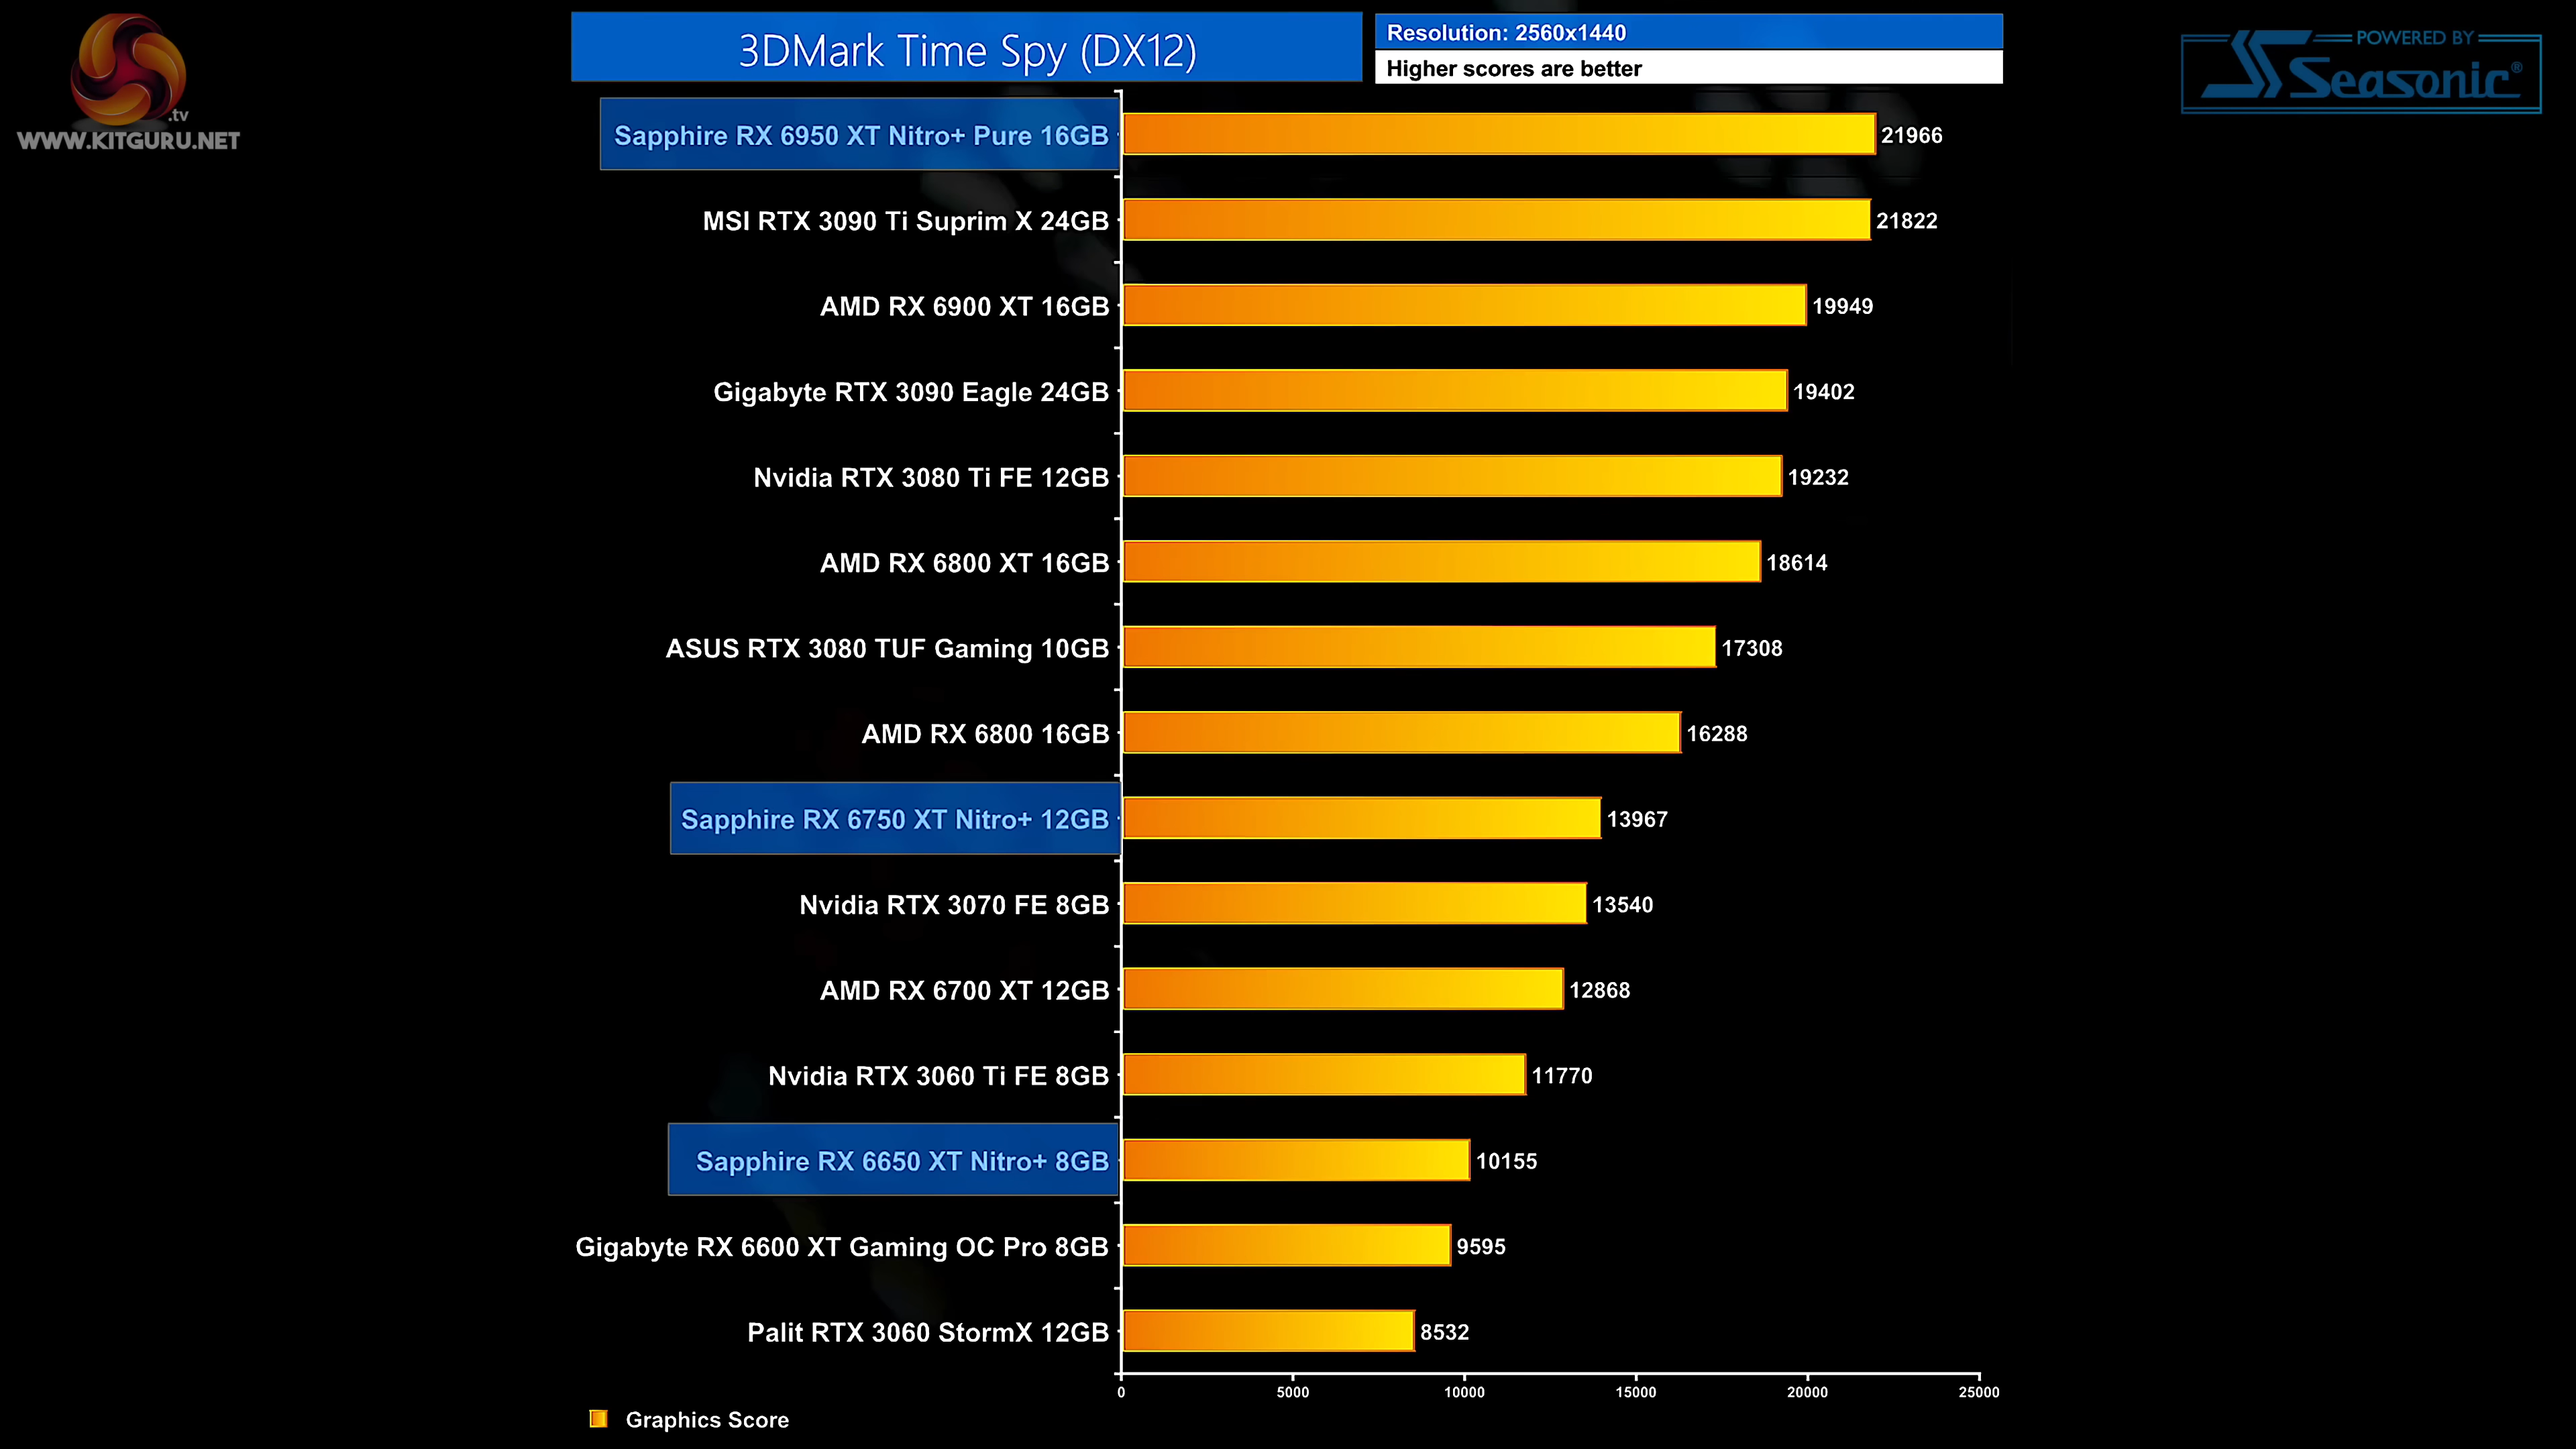 .tv
WWW.KITGURU.NET
3DMark Time Spy (DX12)
Resolution: 2560x1440
Higher scores are better
POWERED BY
Seasonic®
Sapphire RX 6950 XT Nitro+ Pure 16GB 21966
MSI RTX 3090 Ti Suprim X 24GB 21822
AMD RX 6900 XT 16GB 19949
Gigabyte RTX 3090 Eagle 24GB 19402
Nvidia RTX 3080 Ti FE 12GB 19232
AMD RX 6800 XT 16GB 18614
ASUS RTX 3080 TUF Gaming 10GB 17308
AMD RX 6800 16GB 16288
Sapphire RX 6750 XT Nitro+ 12GB 13967
Nvidia RTX 3070 FE 8GB 13540
AMD RX 6700 XT 12GB 12868
Nvidia RTX 3060 Ti FE 8GB 11770
Sapphire RX 6650 XT Nitro+ 8GB 10155
Gigabyte RX 6600 XT Gaming OC Pro 8GB 9595
Palit RTX 3060 StormX 12GB 8532
0 5000 10000 15000 20000 25000
Graphics Score